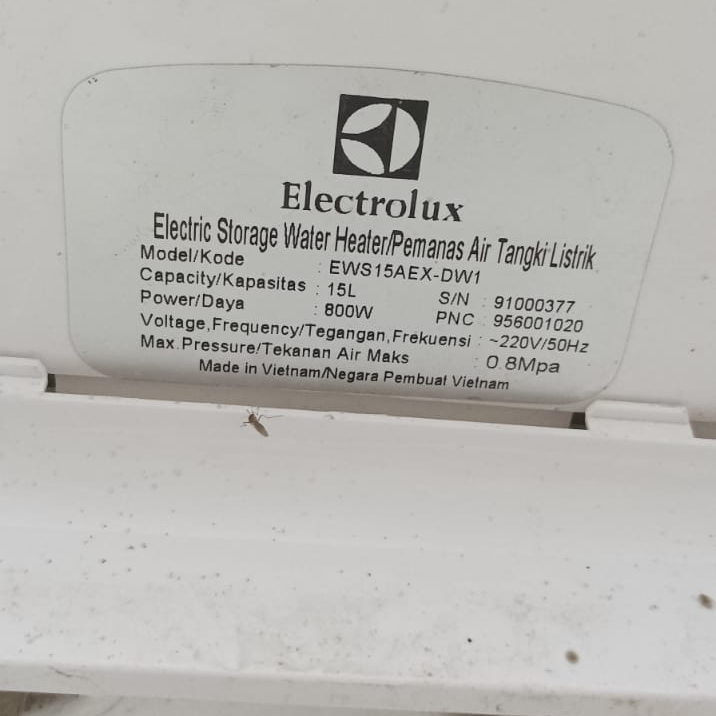 Electrolux
Electric Storage Water Heater/Pemanas Air Tangki Listrik
Model/Kode : EWS15AEX-DW1
Capacity/Kapasitas : 15L S/N : 91000377
Power/Daya : 800W PNC : 956001020
Voltage,Frequency/Tegangan,Frekuensi : ~220V/50Hz
Max.Pressure/Tekanan Air Maks : 0.8Mpa
Made in Vietnam/Negara Pembuat Vietnam